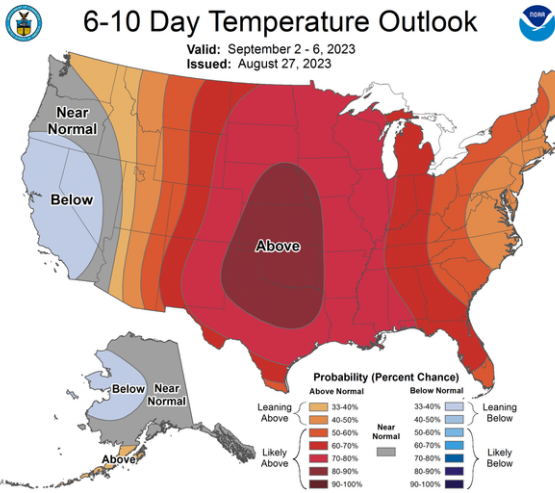 6-10 Day Temperature Outlook
NOAA
Valid: September 2 - 6, 2023
Issued: August 27, 2023
Near
Normal
Below
Above
Below
Near
Normal
Above
Probability (Percent Chance)
Above Normal
Below Normal
Leaning
Above
33-40%
40-50%
Likely
Above
50-60%
60-70%
70-80%
80-90%
90-100%
Near
Normal
33-40%
40-50%
Leaning
Below
50-60%
60-70%
70-80%
80-90%
90-100%
Likely
Below